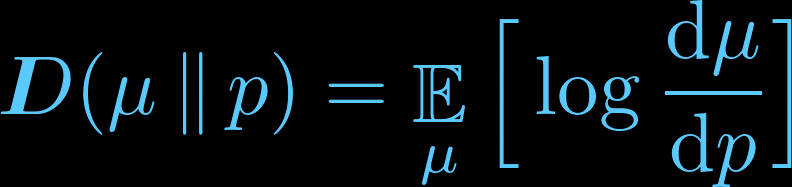 D(μ ∥ p) = 𝔼_μ [ log dμ/dp ]